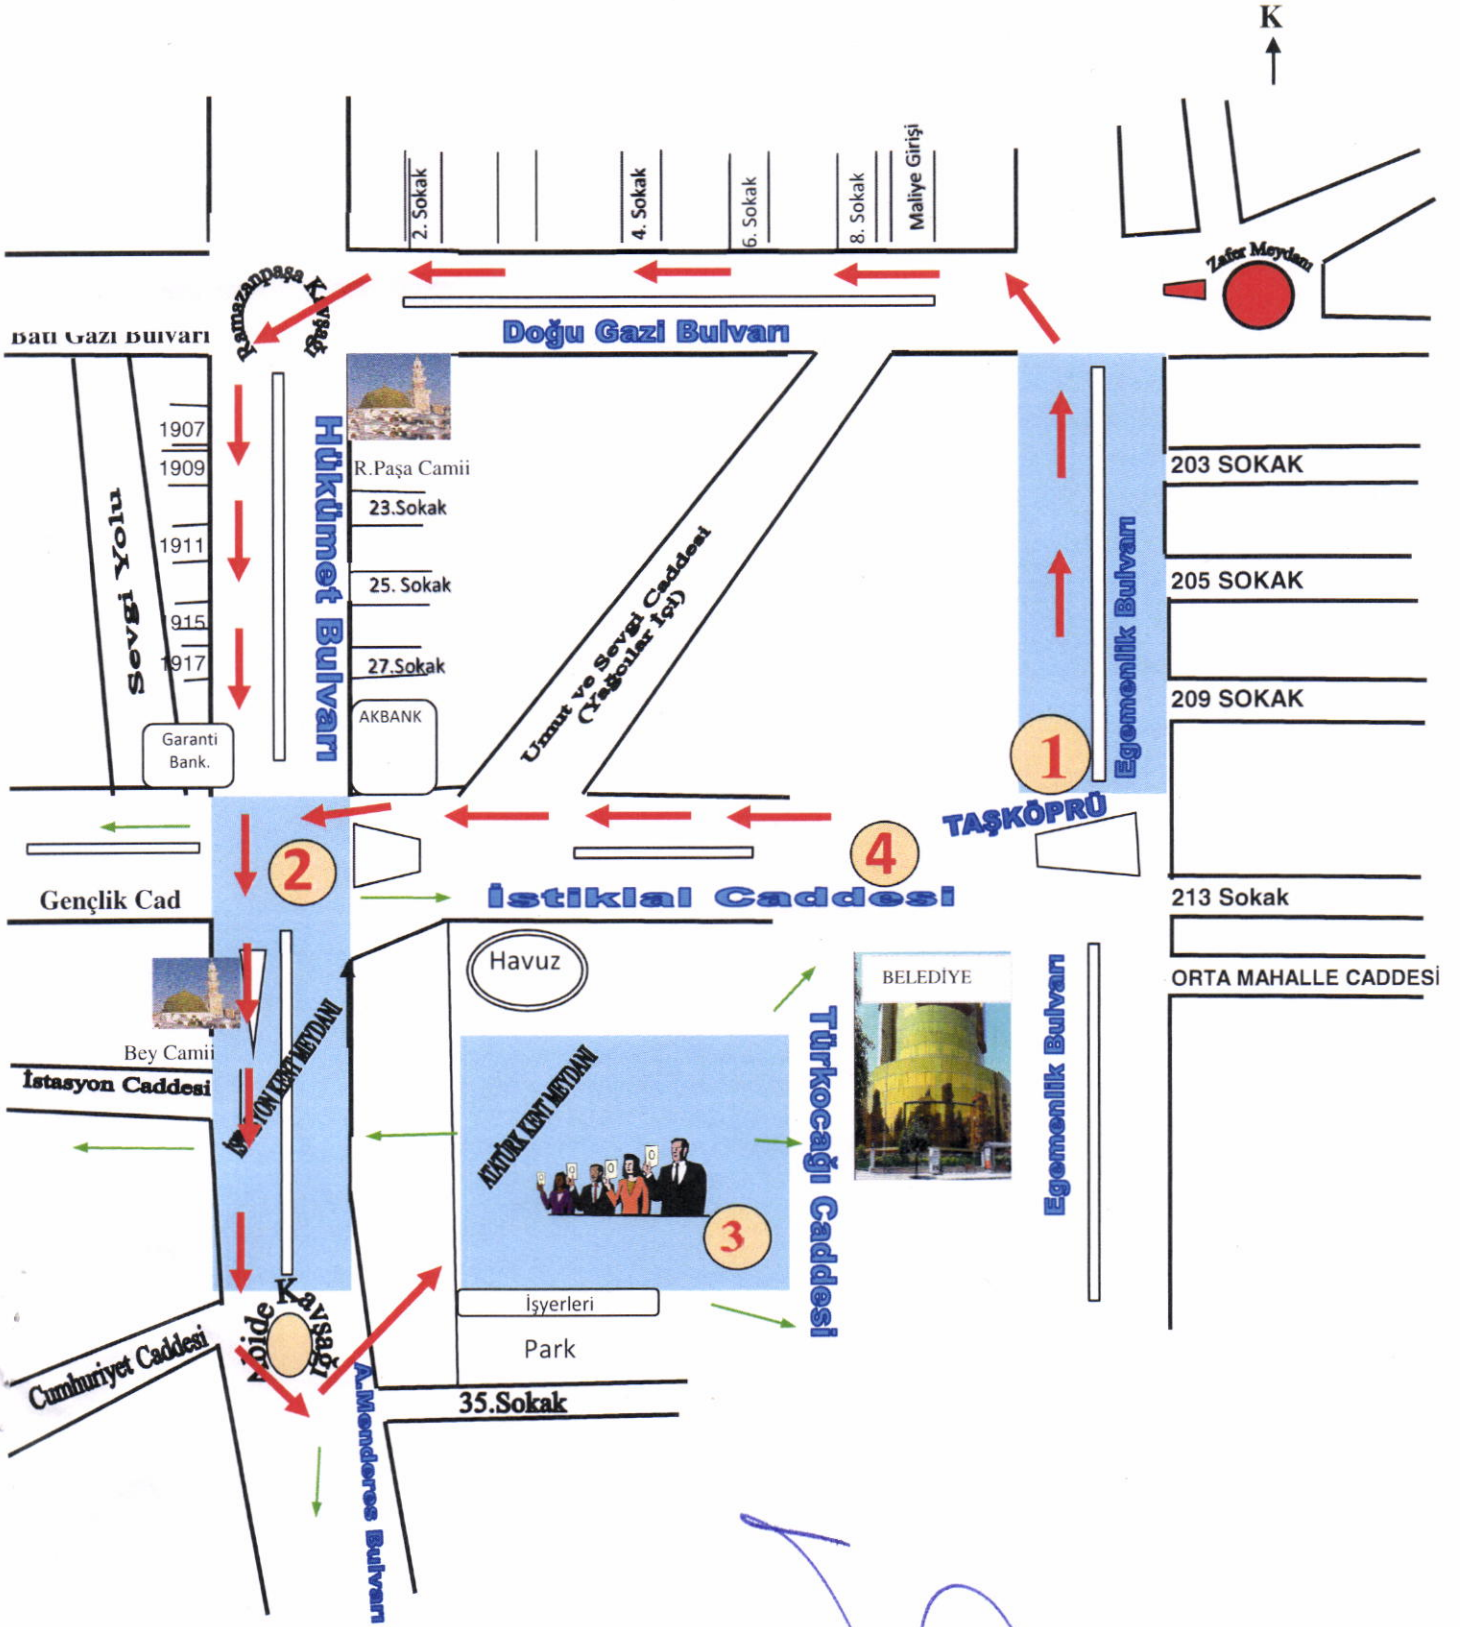 K
2. Sokak
4. Sokak
6. Sokak
8. Sokak
Maliye Girişi
Zafer Meydanı
Ramazanpaşa Kavşağı
Batı Gazi Bulvarı
Doğu Gazi Bulvarı
1907
1909
1911
1915
1917
Sevgi Yolu
Hükümet Bulvarı
R.Paşa Camii
23.Sokak
25. Sokak
27.Sokak
AKBANK
Garanti
Bank.
Umut ve Sevgi Caddesi
(Yağcılar İçi)
Egemenlik Bulvarı
203 SOKAK
205 SOKAK
209 SOKAK
1
TAŞKÖPRÜ
2
4
Gençlik Cad
İstiklal Caddesi
213 Sokak
ORTA MAHALLE CADDESİ
Havuz
BELEDİYE
Bey Camii
İstasyon Caddesi
KENT MEYDANI
ATATÜRK KENT MEYDANI
Türkocağı Caddesi
Egemenlik Bulvarı
3
İşyerleri
Park
Abide Kavşağı
Cumhuriyet Caddesi
35.Sokak
A.Menderes Bulvarı